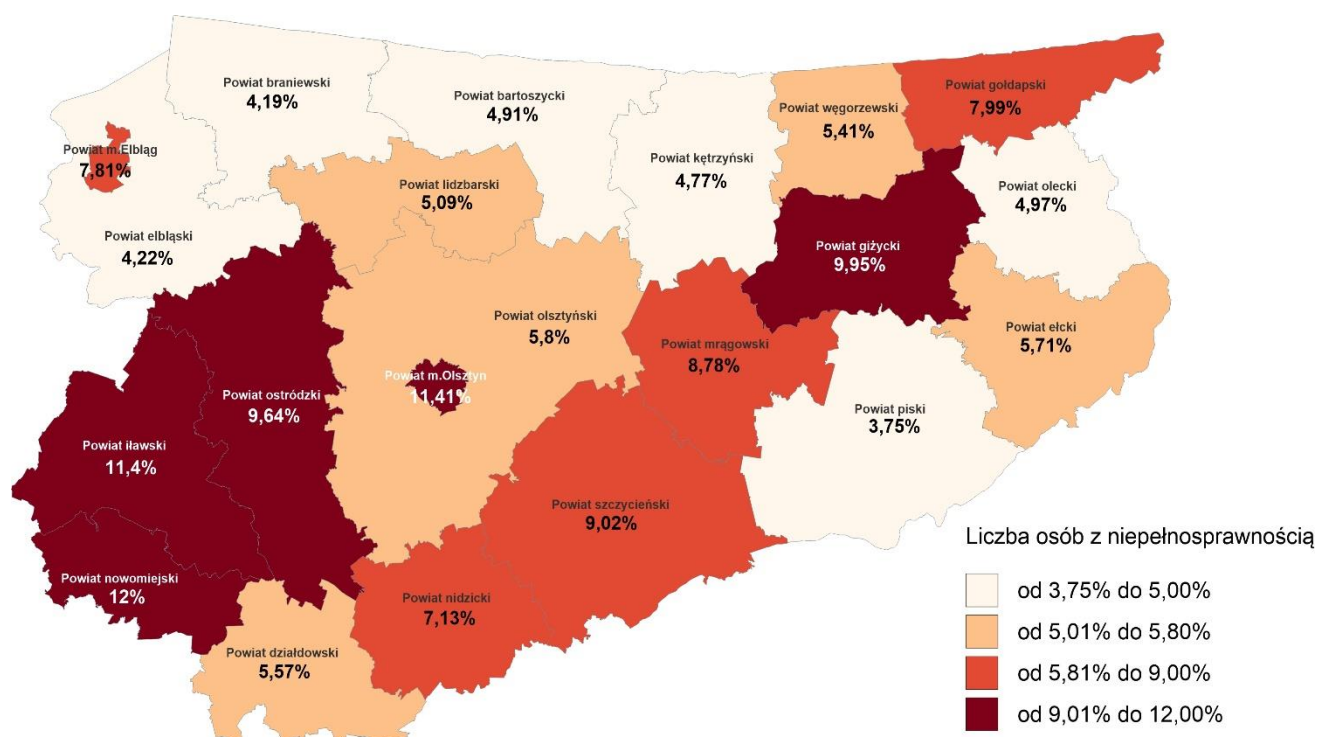 Powiat braniewski
4,19%
Powiat bartoszycki
4,91%
Powiat gołdapski
7,99%
Powiat węgorzewski
5,41%
Powiat m.Elbląg
7,81%
Powiat kętrzyński
4,77%
Powiat olecki
4,97%
Powiat lidzbarski
5,09%
Powiat elbląski
4,22%
Powiat giżycki
9,95%
Powiat olsztyński
5,8%
Powiat ełcki
5,71%
Powiat mrągowski
8,78%
Powiat m.Olsztyn
11,41%
Powiat ostródzki
9,64%
Powiat piski
3,75%
Powiat iławski
11,4%
Powiat szczycieński
9,02%
Powiat nowomiejski
12%
Powiat nidzicki
7,13%
Powiat działdowski
5,57%
Liczba osób z niepełnosprawnością
od 3,75% do 5,00%
od 5,01% do 5,80%
od 5,81% do 9,00%
od 9,01% do 12,00%